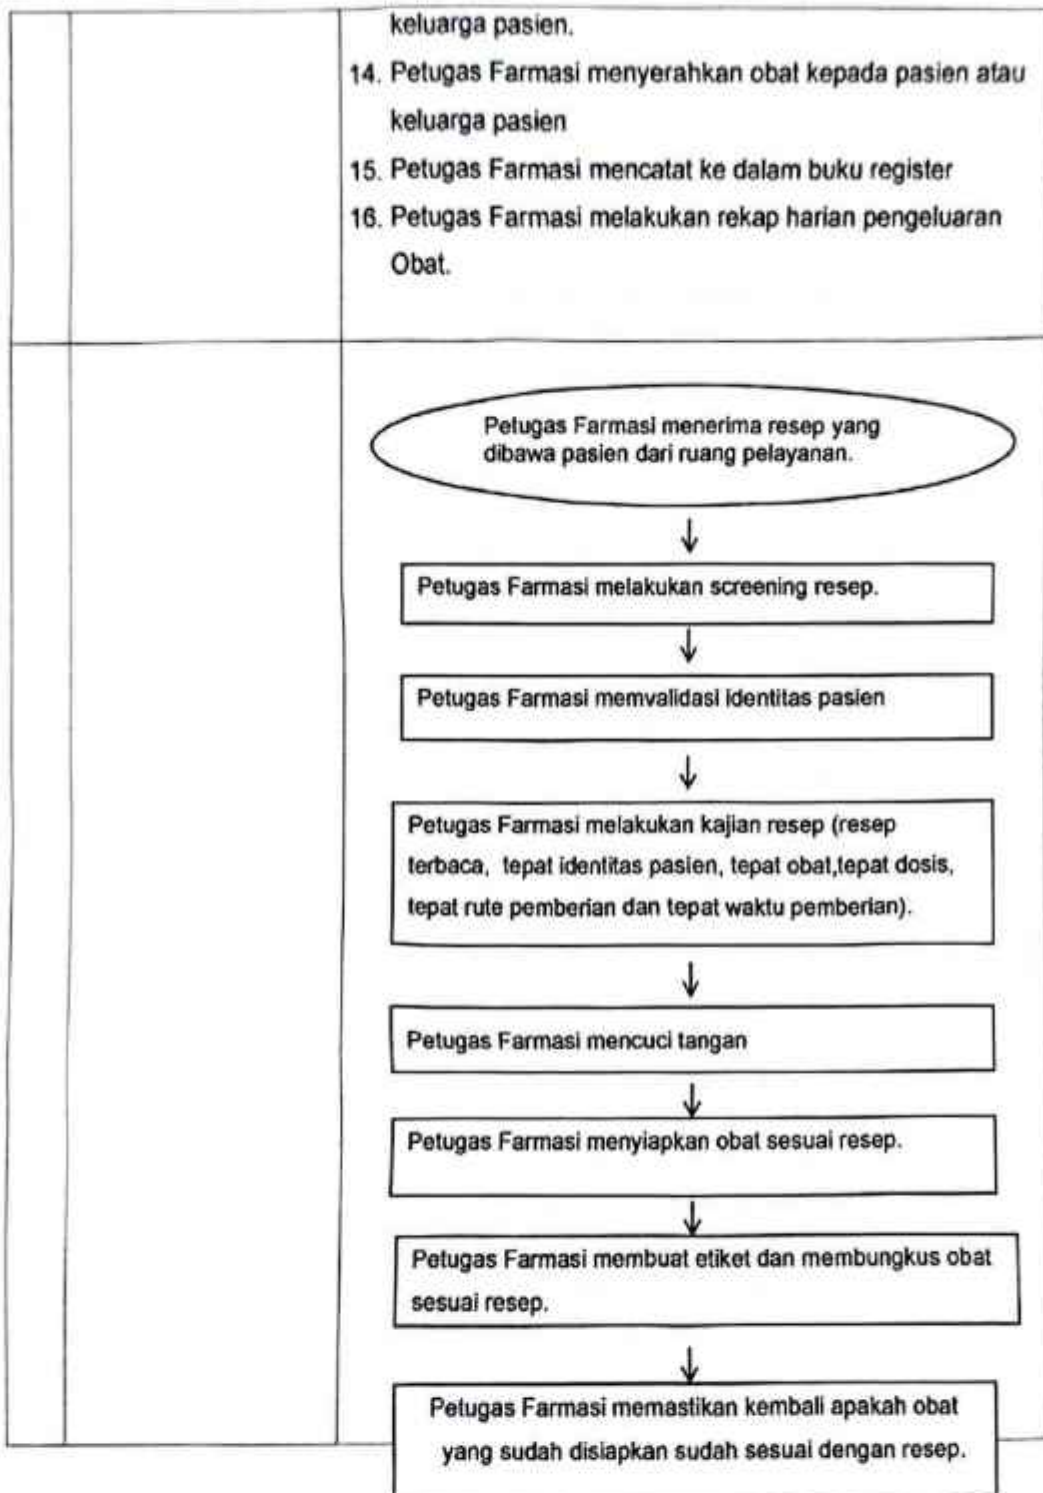 keluarga pasien.
14. Petugas Farmasi menyerahkan obat kepada pasien atau
keluarga pasien
15. Petugas Farmasi mencatat ke dalam buku register
16. Petugas Farmasi melakukan rekap harian pengeluaran
Obat.
Petugas Farmasi menerima resep yang
dibawa pasien dari ruang pelayanan.
Petugas Farmasi melakukan screening resep.
Petugas Farmasi memvalidasi identitas pasien
Petugas Farmasi melakukan kajian resep (resep
terbaca, tepat identitas pasien, tepat obat,tepat dosis,
tepat rute pemberian dan tepat waktu pemberian).
Petugas Farmasi mencuci tangan
Petugas Farmasi menyiapkan obat sesuai resep.
Petugas Farmasi membuat etiket dan membungkus obat
sesuai resep.
Petugas Farmasi memastikan kembali apakah obat
yang sudah disiapkan sudah sesuai dengan resep.